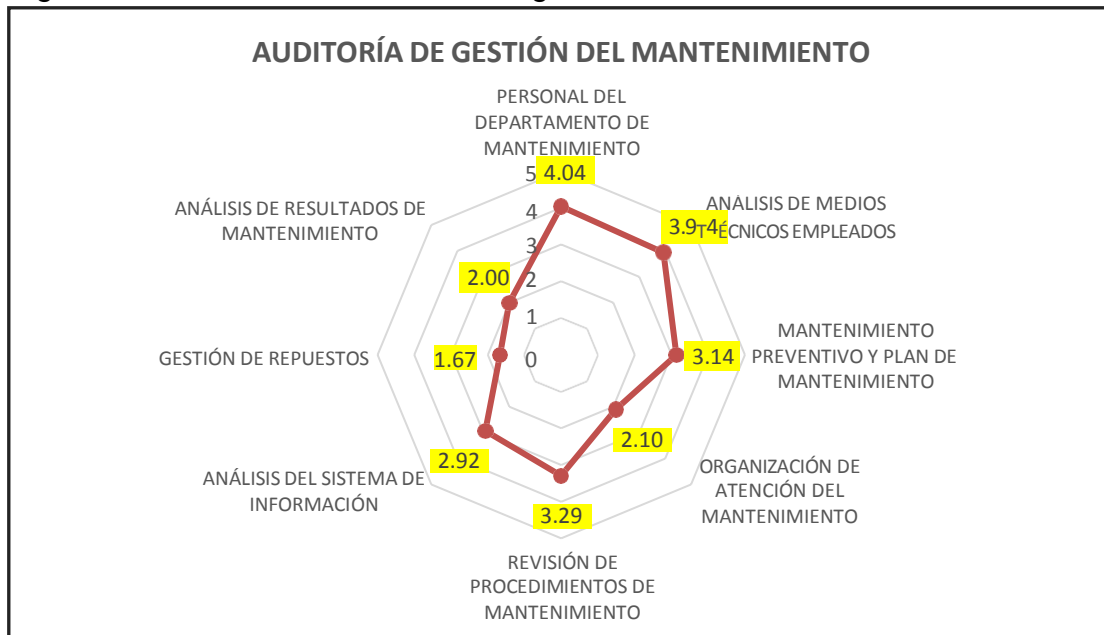 AUDITORÍA DE GESTIÓN DEL MANTENIMIENTO
PERSONAL DEL
DEPARTAMENTO DE
MANTENIMIENTO
5
4.04
ANÁLISIS DE MEDIOS
TÉCNICOS EMPLEADOS
3.94
ANÁLISIS DE RESULTADOS DE
MANTENIMIENTO
4
3
2.00
2
1
MANTENIMIENTO
PREVENTIVO Y PLAN DE
MANTENIMIENTO
3.14
GESTIÓN DE REPUESTOS
1.67
0
2.10
2.92
ORGANIZACIÓN DE
ATENCIÓN DEL
MANTENIMIENTO
ANÁLISIS DEL SISTEMA DE
INFORMACIÓN
3.29
REVISIÓN DE
PROCEDIMIENTOS DE
MANTENIMIENTO